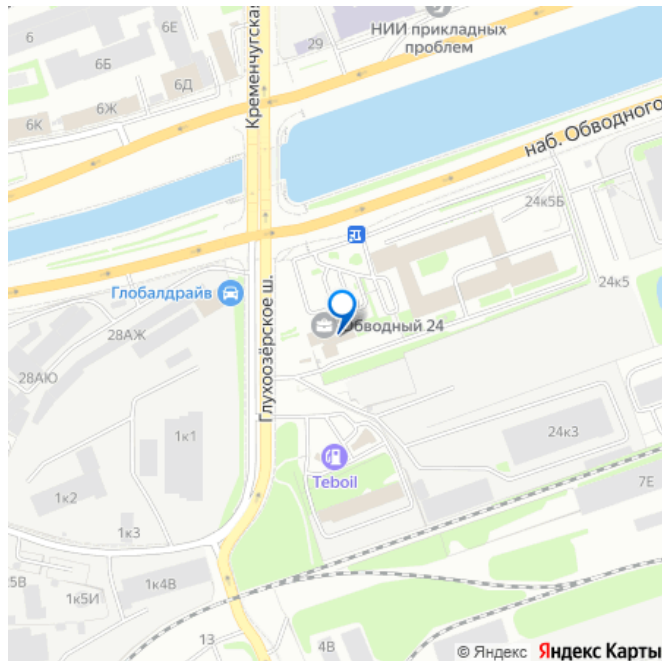 6
6Е
6Б
6Д
6Ж
6К
29
НИИ прикладных
проблем
Кременчугская
наб. Обводного
24к5Б
24к5
Глобалдрайв
28АЖ
28АЮ
Обводный 24
Глухоозёрское ш.
1к1
1к2
1к3
24к3
7Е
Teboil
5В
1к5И
1к4В
13
4В
© Яндекс Яндекс Карты